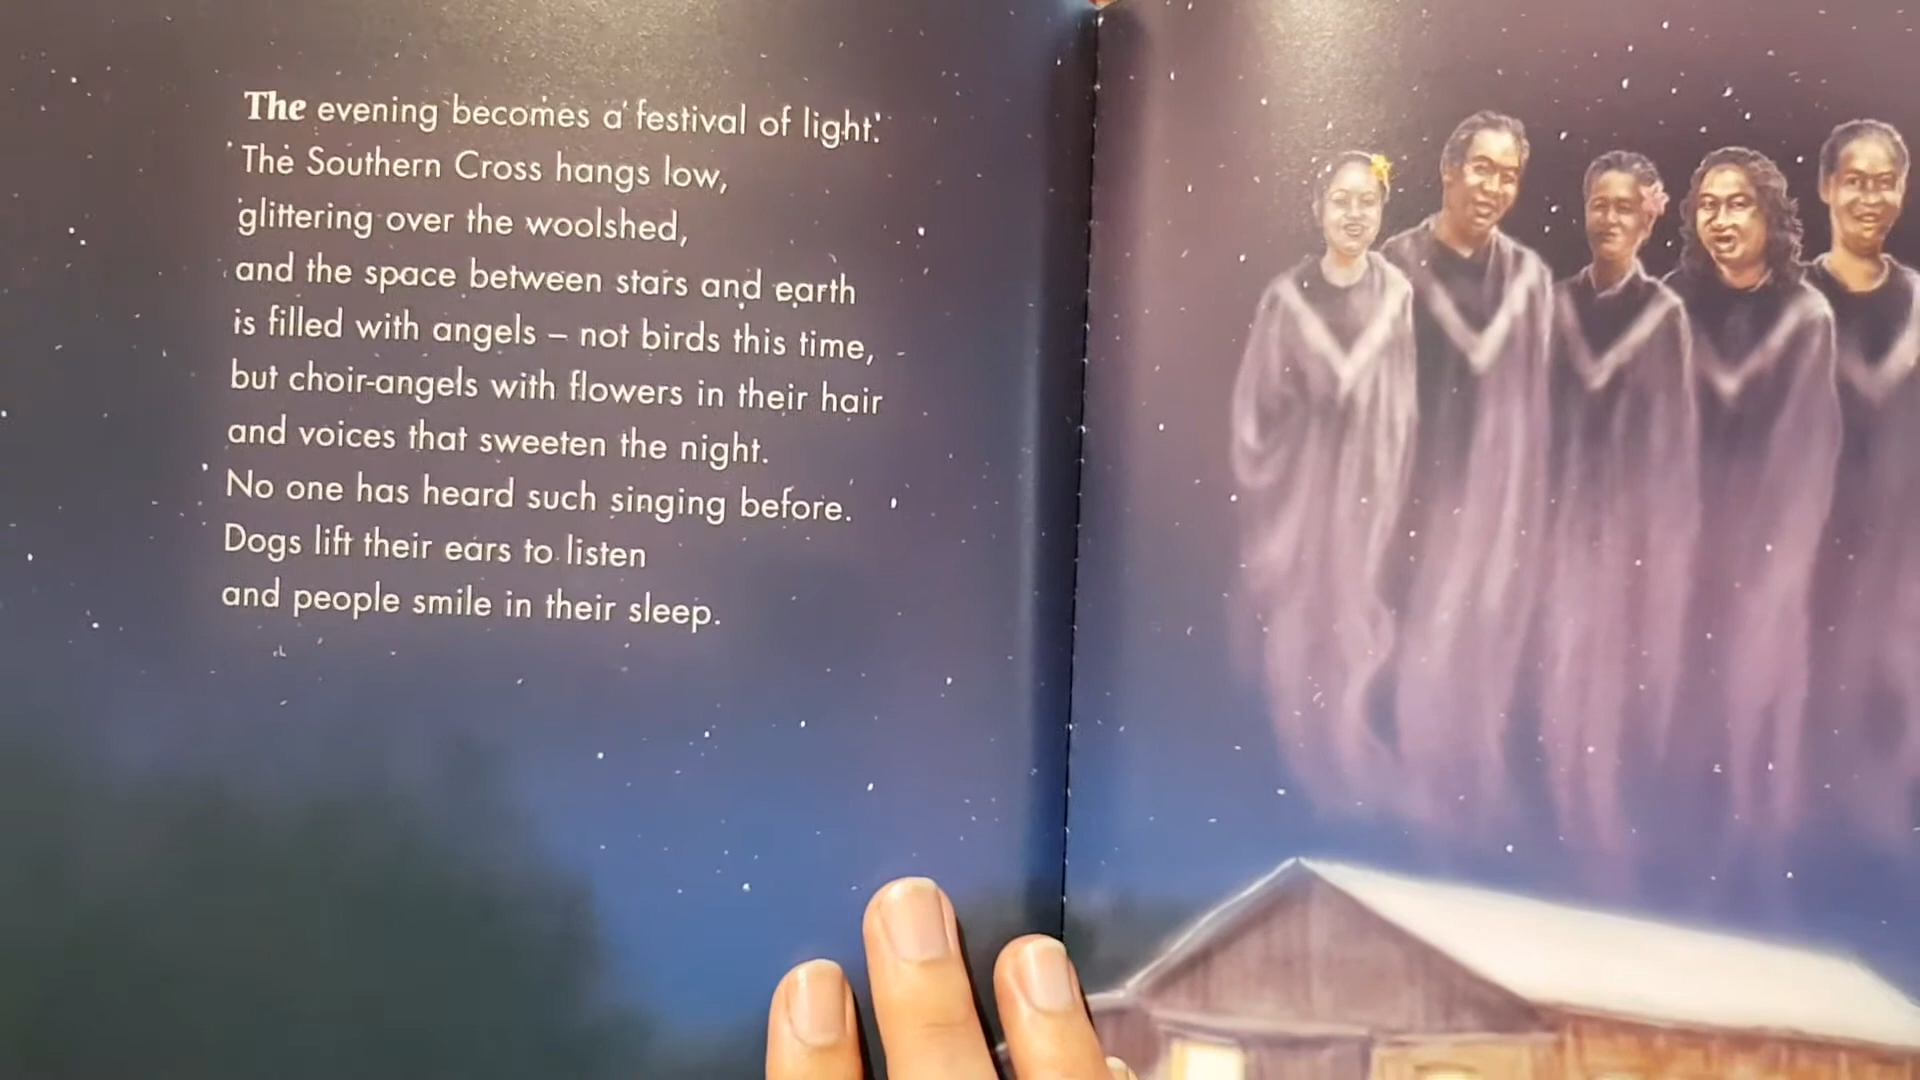 The evening becomes a festival of light.
The Southern Cross hangs low,
glittering over the woolshed,
and the space between stars and earth
is filled with angels – not birds this time,
but choir-angels with flowers in their hair
and voices that sweeten the night.
No one has heard such singing before.
Dogs lift their ears to listen
and people smile in their sleep.